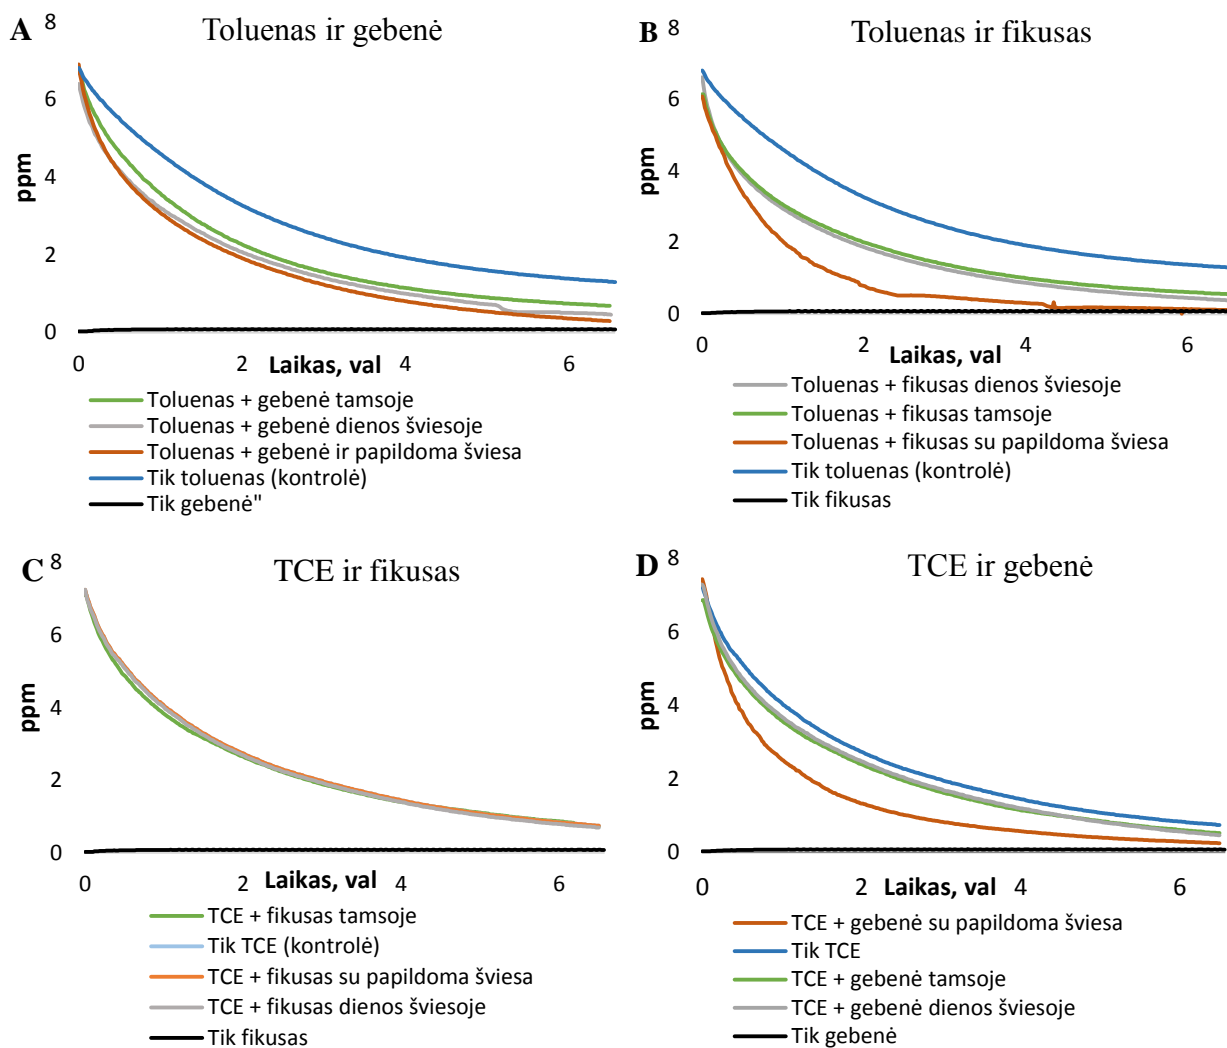 A
Toluenas ir gebenė
8
6
4
2
0
ppm
0
2
4
6
Laikas, val
Toluenas + gebenė tamsoje
Toluenas + gebenė dienos šviesoje
Toluenas + gebenė ir papildoma šviesa
Tik toluenas (kontrolė)
Tik gebenė"
B
Toluenas ir fikusas
8
6
4
2
0
ppm
0
2
4
6
Laikas, val
Toluenas + fikusas dienos šviesoje
Toluenas + fikusas tamsoje
Toluenas + fikusas su papildoma šviesa
Tik toluenas (kontrolė)
Tik fikusas
C
TCE ir fikusas
8
6
4
2
0
ppm
0
2
4
6
Laikas, val
TCE + fikusas tamsoje
Tik TCE (kontrolė)
TCE + fikusas su papildoma šviesa
TCE + fikusas dienos šviesoje
Tik fikusas
D
TCE ir gebenė
8
6
4
2
0
ppm
0
2
4
6
Laikas, val
TCE + gebenė su papildoma šviesa
Tik TCE
TCE + gebenė tamsoje
TCE + gebenė dienos šviesoje
Tik gebenė